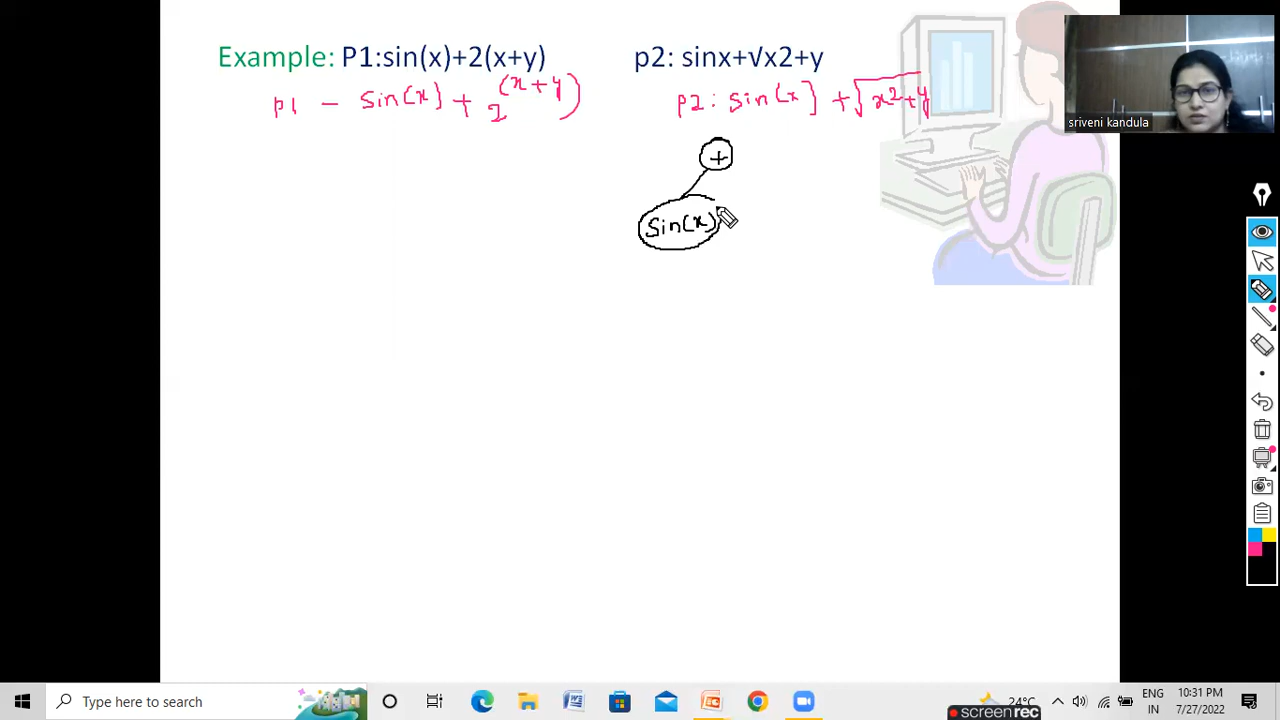 Example: P1:sin(x)+2(x+y) p2: sinx+√x2+y
P1 - sin(x) + 2^(x+y) P2: sin(x) + √x2+y
+
sin(x)
sriveni kandula
Type here to search
24°C
ENG
IN
10:31 PM
7/27/2022
screenrec